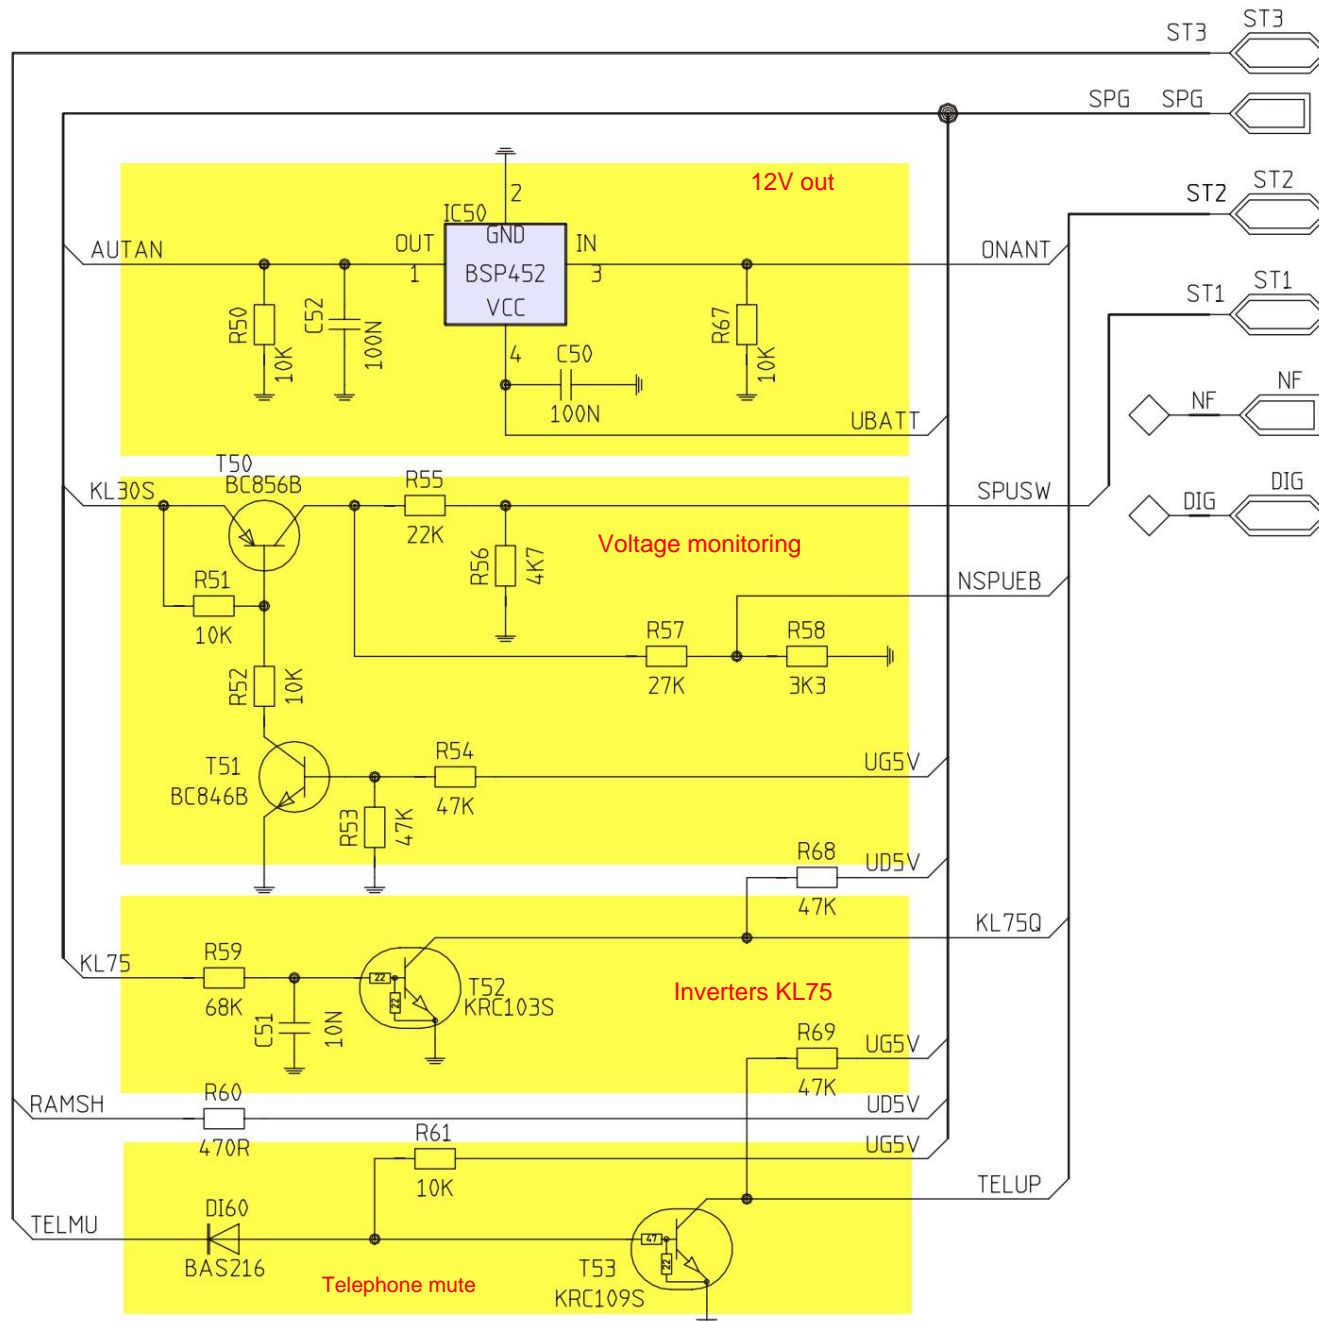 ST3 ST3
SPG SPG
12V out
ST2 ST2
2
IC50
GND
AUTAN OUT IN ONANT
1 BSP452 3
VCC
ST1 ST1
R50 10K C52 100N R67 10K
4 C50
100N
UBATT
NF NF
T50
BC856B
KL30S R55 SPUSW
22K
DIG DIG
Voltage monitoring
R56 4K7
R51
10K
NSPUEB
R57 R58
27K 3K3
R52 10K
T51
BC846B
R54 UG5V
47K
R53 47K
R68 UD5V
47K
KL75Q
KL75 R59
68K
22
22
T52
KRC103S
Inverters KL75
C51 10N
R69 UG5V
47K
RAMSH R60 UD5V
470R
R61 UG5V
10K
TELUP
TELMU DI60
BAS216
47
22
T53
KRC109S
Telephone mute